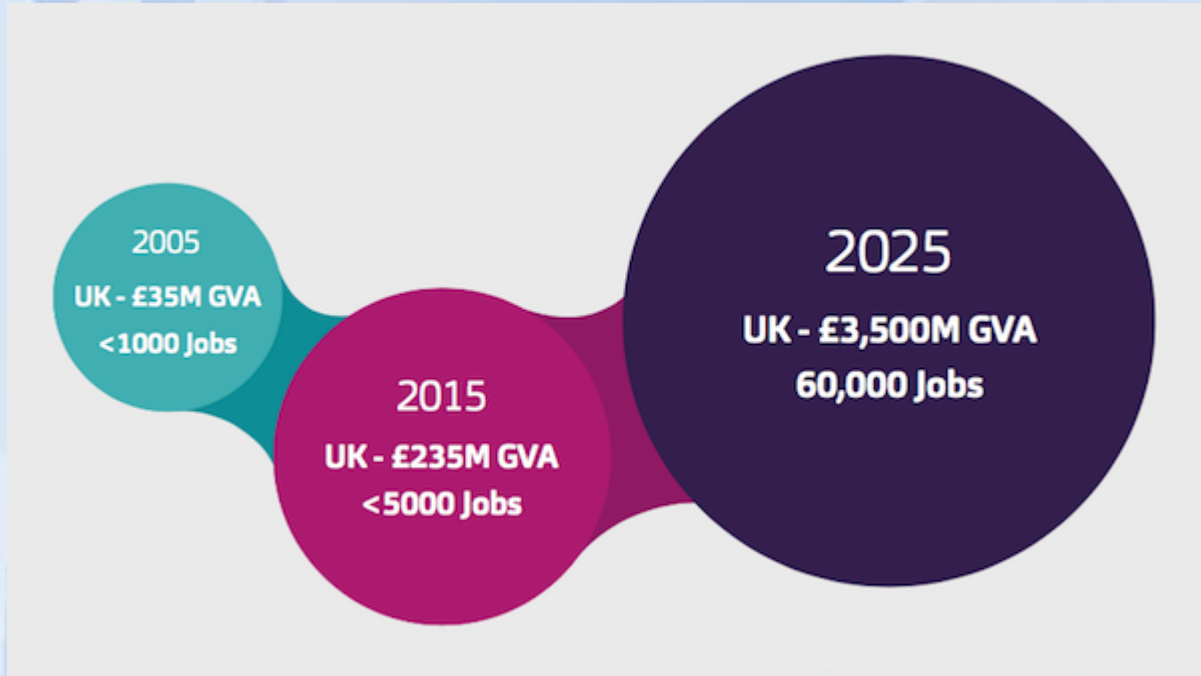 2005
UK - £35M GVA
<1000 Jobs
2015
UK - £235M GVA
<5000 Jobs
2025
UK - £3,500M GVA
60,000 Jobs